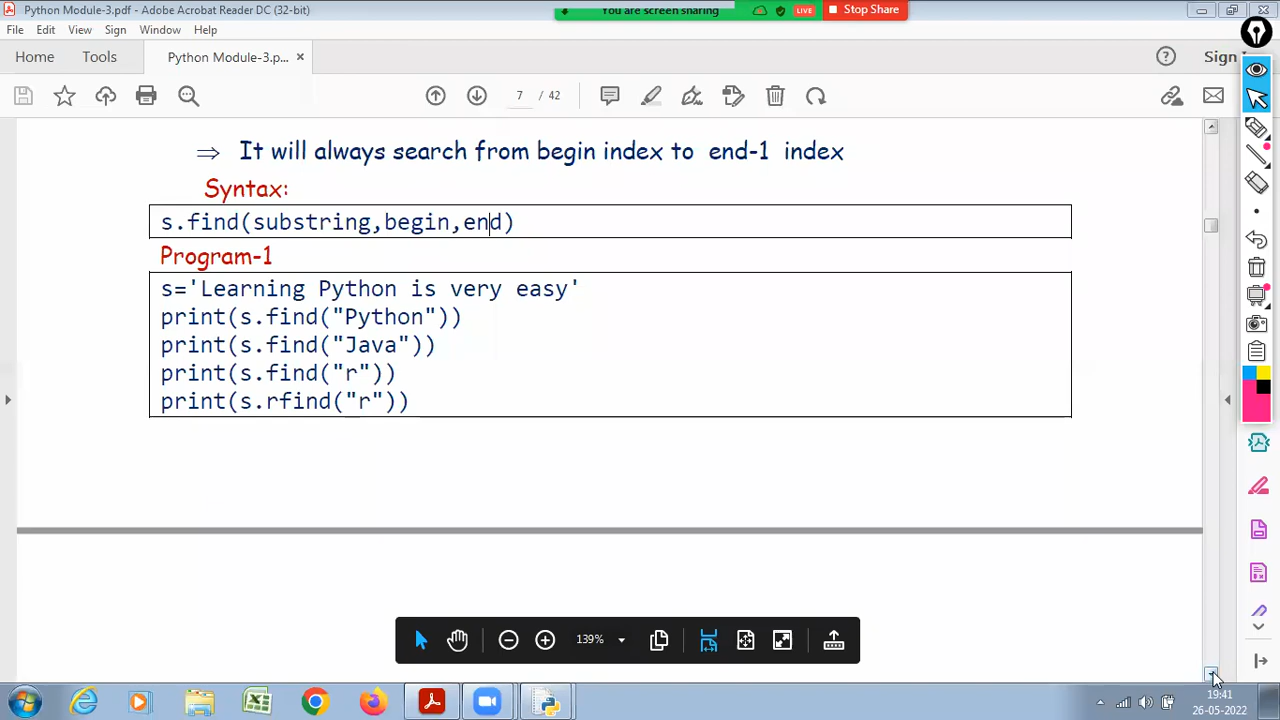 Python Module-3.pdf - Adobe Acrobat Reader DC (32-bit)
You are screen sharing
LIVE
Stop Share
File Edit View Sign Window Help
Home Tools Python Module-3.p... ×
Sign
7 / 42
⇒ It will always search from begin index to end-1 index
Syntax:
s.find(substring,begin,end)
Program-1
s='Learning Python is very easy'
print(s.find("Python"))
print(s.find("Java"))
print(s.find("r"))
print(s.rfind("r"))
139%
19:41
26-05-2022